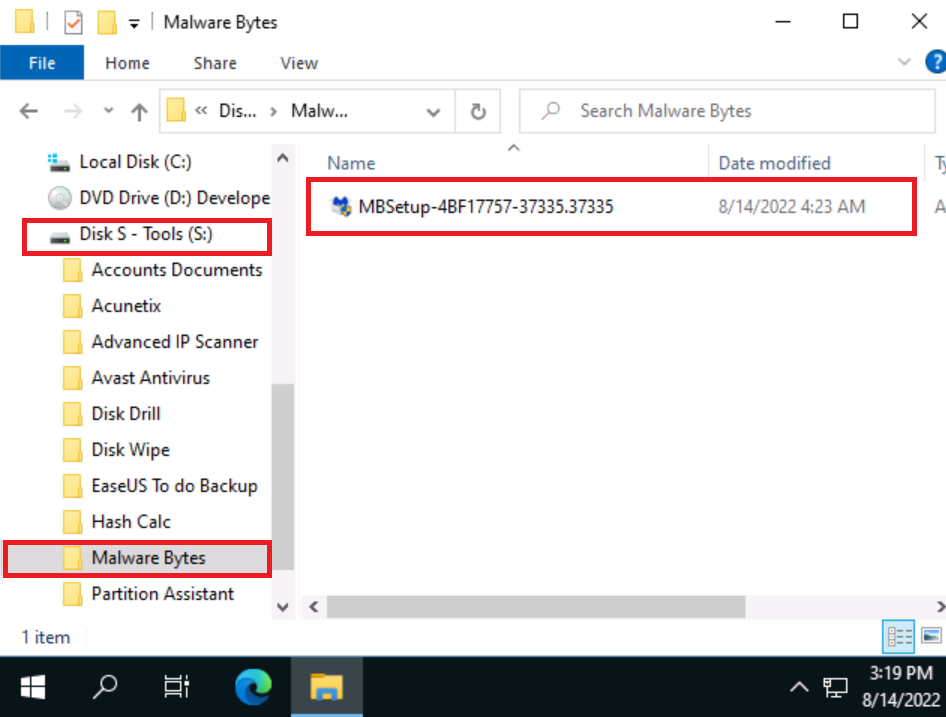 Malware Bytes
File Home Share View
?
« Dis... › Malw...
Search Malware Bytes
Name Date modified Ty
Local Disk (C:)
DVD Drive (D:) Develope
Disk S - Tools (S:)
Accounts Documents
Acunetix
Advanced IP Scanner
Avast Antivirus
Disk Drill
Disk Wipe
EaseUS To do Backup
Hash Calc
Malware Bytes
Partition Assistant
MBSetup-4BF17757-37335.37335 8/14/2022 4:23 AM A
1 item
3:19 PM
8/14/2022